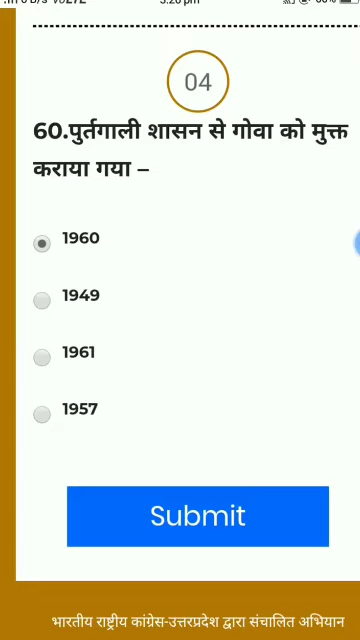 04
60.पुर्तगाली शासन से गोवा को मुक्त
कराया गया –
1960
1949
1961
1957
Submit
भारतीय राष्ट्रीय कांग्रेस-उत्तरप्रदेश द्वारा संचालित अभियान